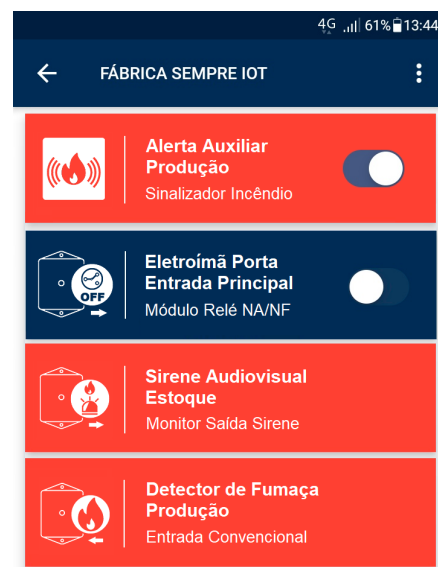 4G 61% 13:44
FÁBRICA SEMPRE IOT
Alerta Auxiliar
Produção
Sinalizador Incêndio
Eletroímã Porta
Entrada Principal
OFF
Módulo Relé NA/NF
Sirene Audiovisual
Estoque
Monitor Saída Sirene
Detector de Fumaça
Produção
Entrada Convencional